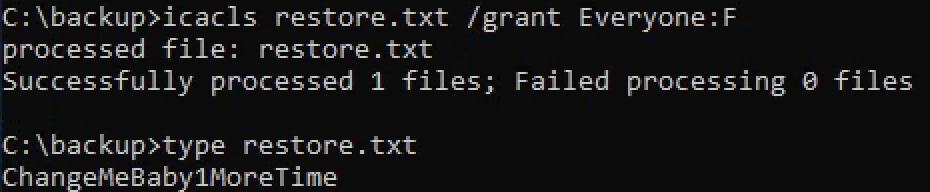 C:\backup>icacls restore.txt /grant Everyone:F
processed file: restore.txt
Successfully processed 1 files; Failed processing 0 files
C:\backup>type restore.txt
ChangeMeBaby1MoreTime